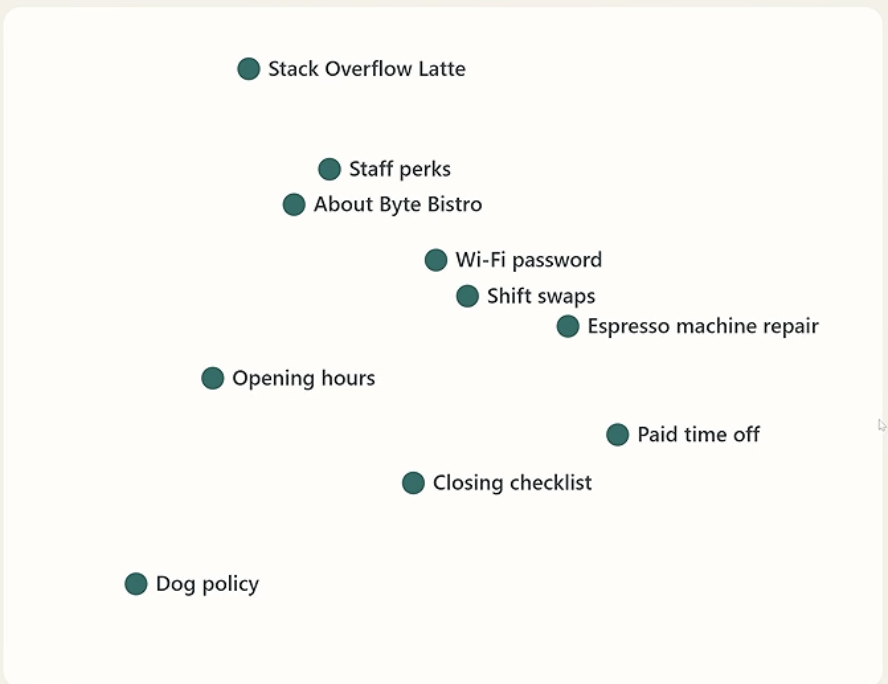 Stack Overflow Latte
Staff perks
About Byte Bistro
Wi-Fi password
Shift swaps
Espresso machine repair
Opening hours
Paid time off
Closing checklist
Dog policy